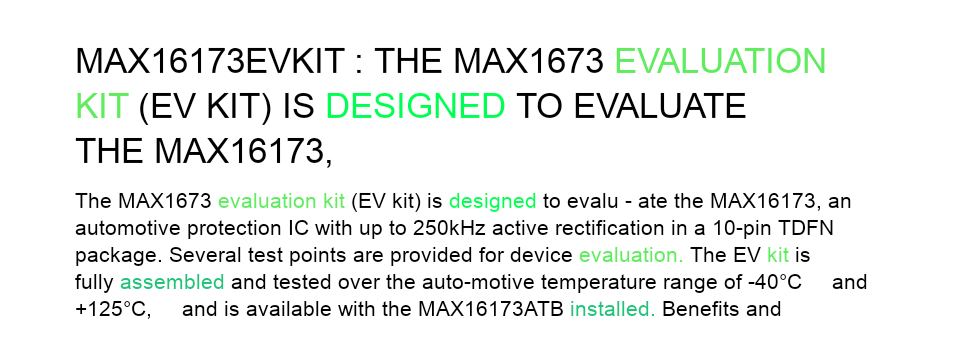 MAX16173EVKIT : THE MAX1673 EVALUATION
KIT (EV KIT) IS DESIGNED TO EVALUATE
THE MAX16173,
The MAX1673 evaluation kit (EV kit) is designed to evalu - ate the MAX16173, an
automotive protection IC with up to 250kHz active rectification in a 10-pin TDFN
package. Several test points are provided for device evaluation. The EV kit is
fully assembled and tested over the auto-motive temperature range of -40°C and
+125°C, and is available with the MAX16173ATB installed. Benefits and